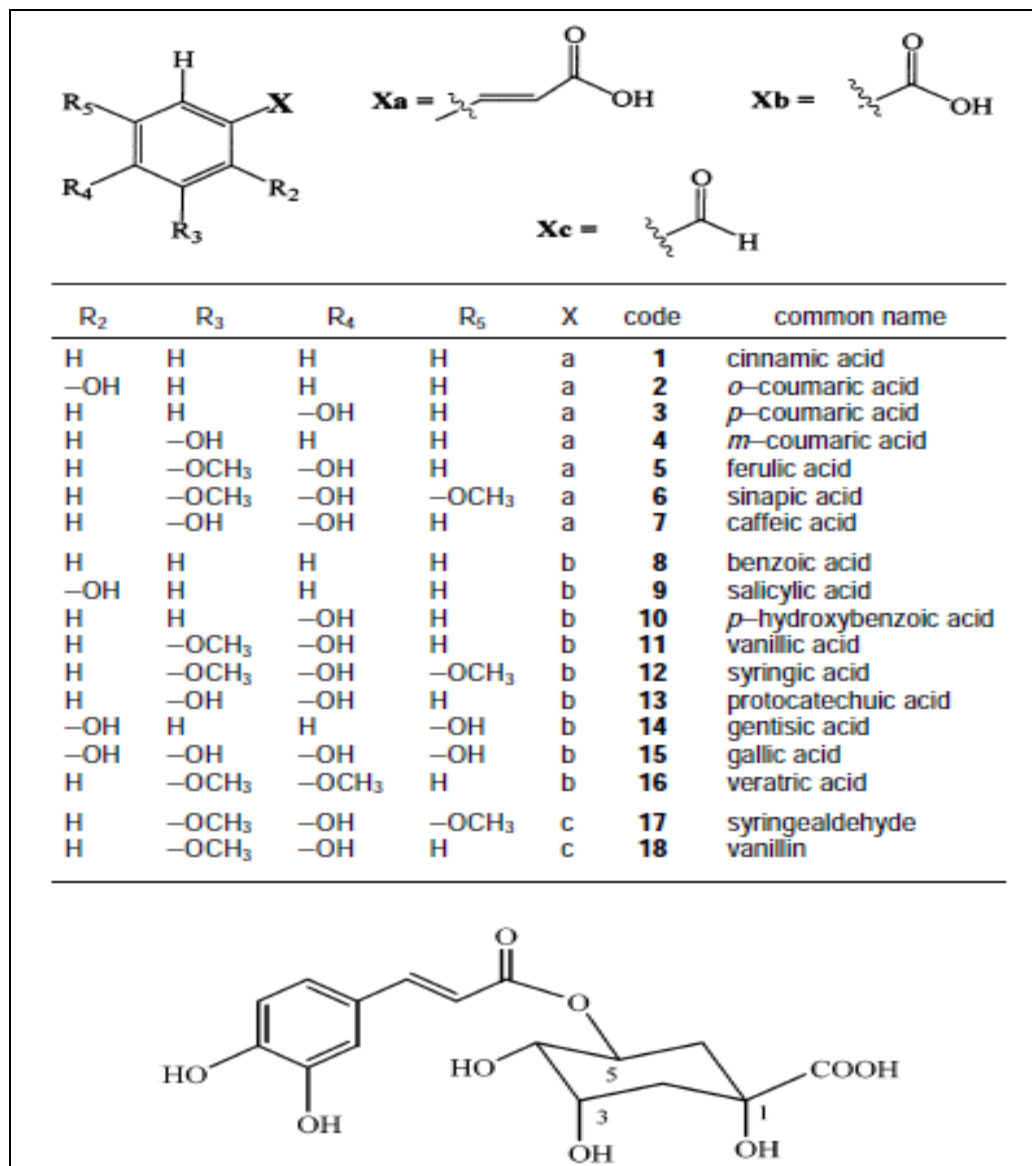 H
R₅ X
R₄ R₂
R₃
Xa = O OH
Xb = O OH
Xc = O H
R₂ R₃ R₄ R₅ X code common name
H H H H a 1 cinnamic acid
–OH H H H a 2 o–coumaric acid
H H –OH H a 3 p–coumaric acid
H –OH H H a 4 m–coumaric acid
H –OCH₃ –OH H a 5 ferulic acid
H –OCH₃ –OH –OCH₃ a 6 sinapic acid
H –OH –OH H a 7 caffeic acid
H H H H b 8 benzoic acid
–OH H H H b 9 salicylic acid
H H –OH H b 10 p–hydroxybenzoic acid
H –OCH₃ –OH H b 11 vanillic acid
H –OCH₃ –OH –OCH₃ b 12 syringic acid
H –OH –OH H b 13 protocatechuic acid
–OH H H –OH b 14 gentisic acid
–OH –OH –OH –OH b 15 gallic acid
H –OCH₃ –OCH₃ H b 16 veratric acid
H –OCH₃ –OH –OCH₃ c 17 syringealdehyde
H –OCH₃ –OH H c 18 vanillin
O
O
HO HO 5 COOH
OH 3 1
OH OH